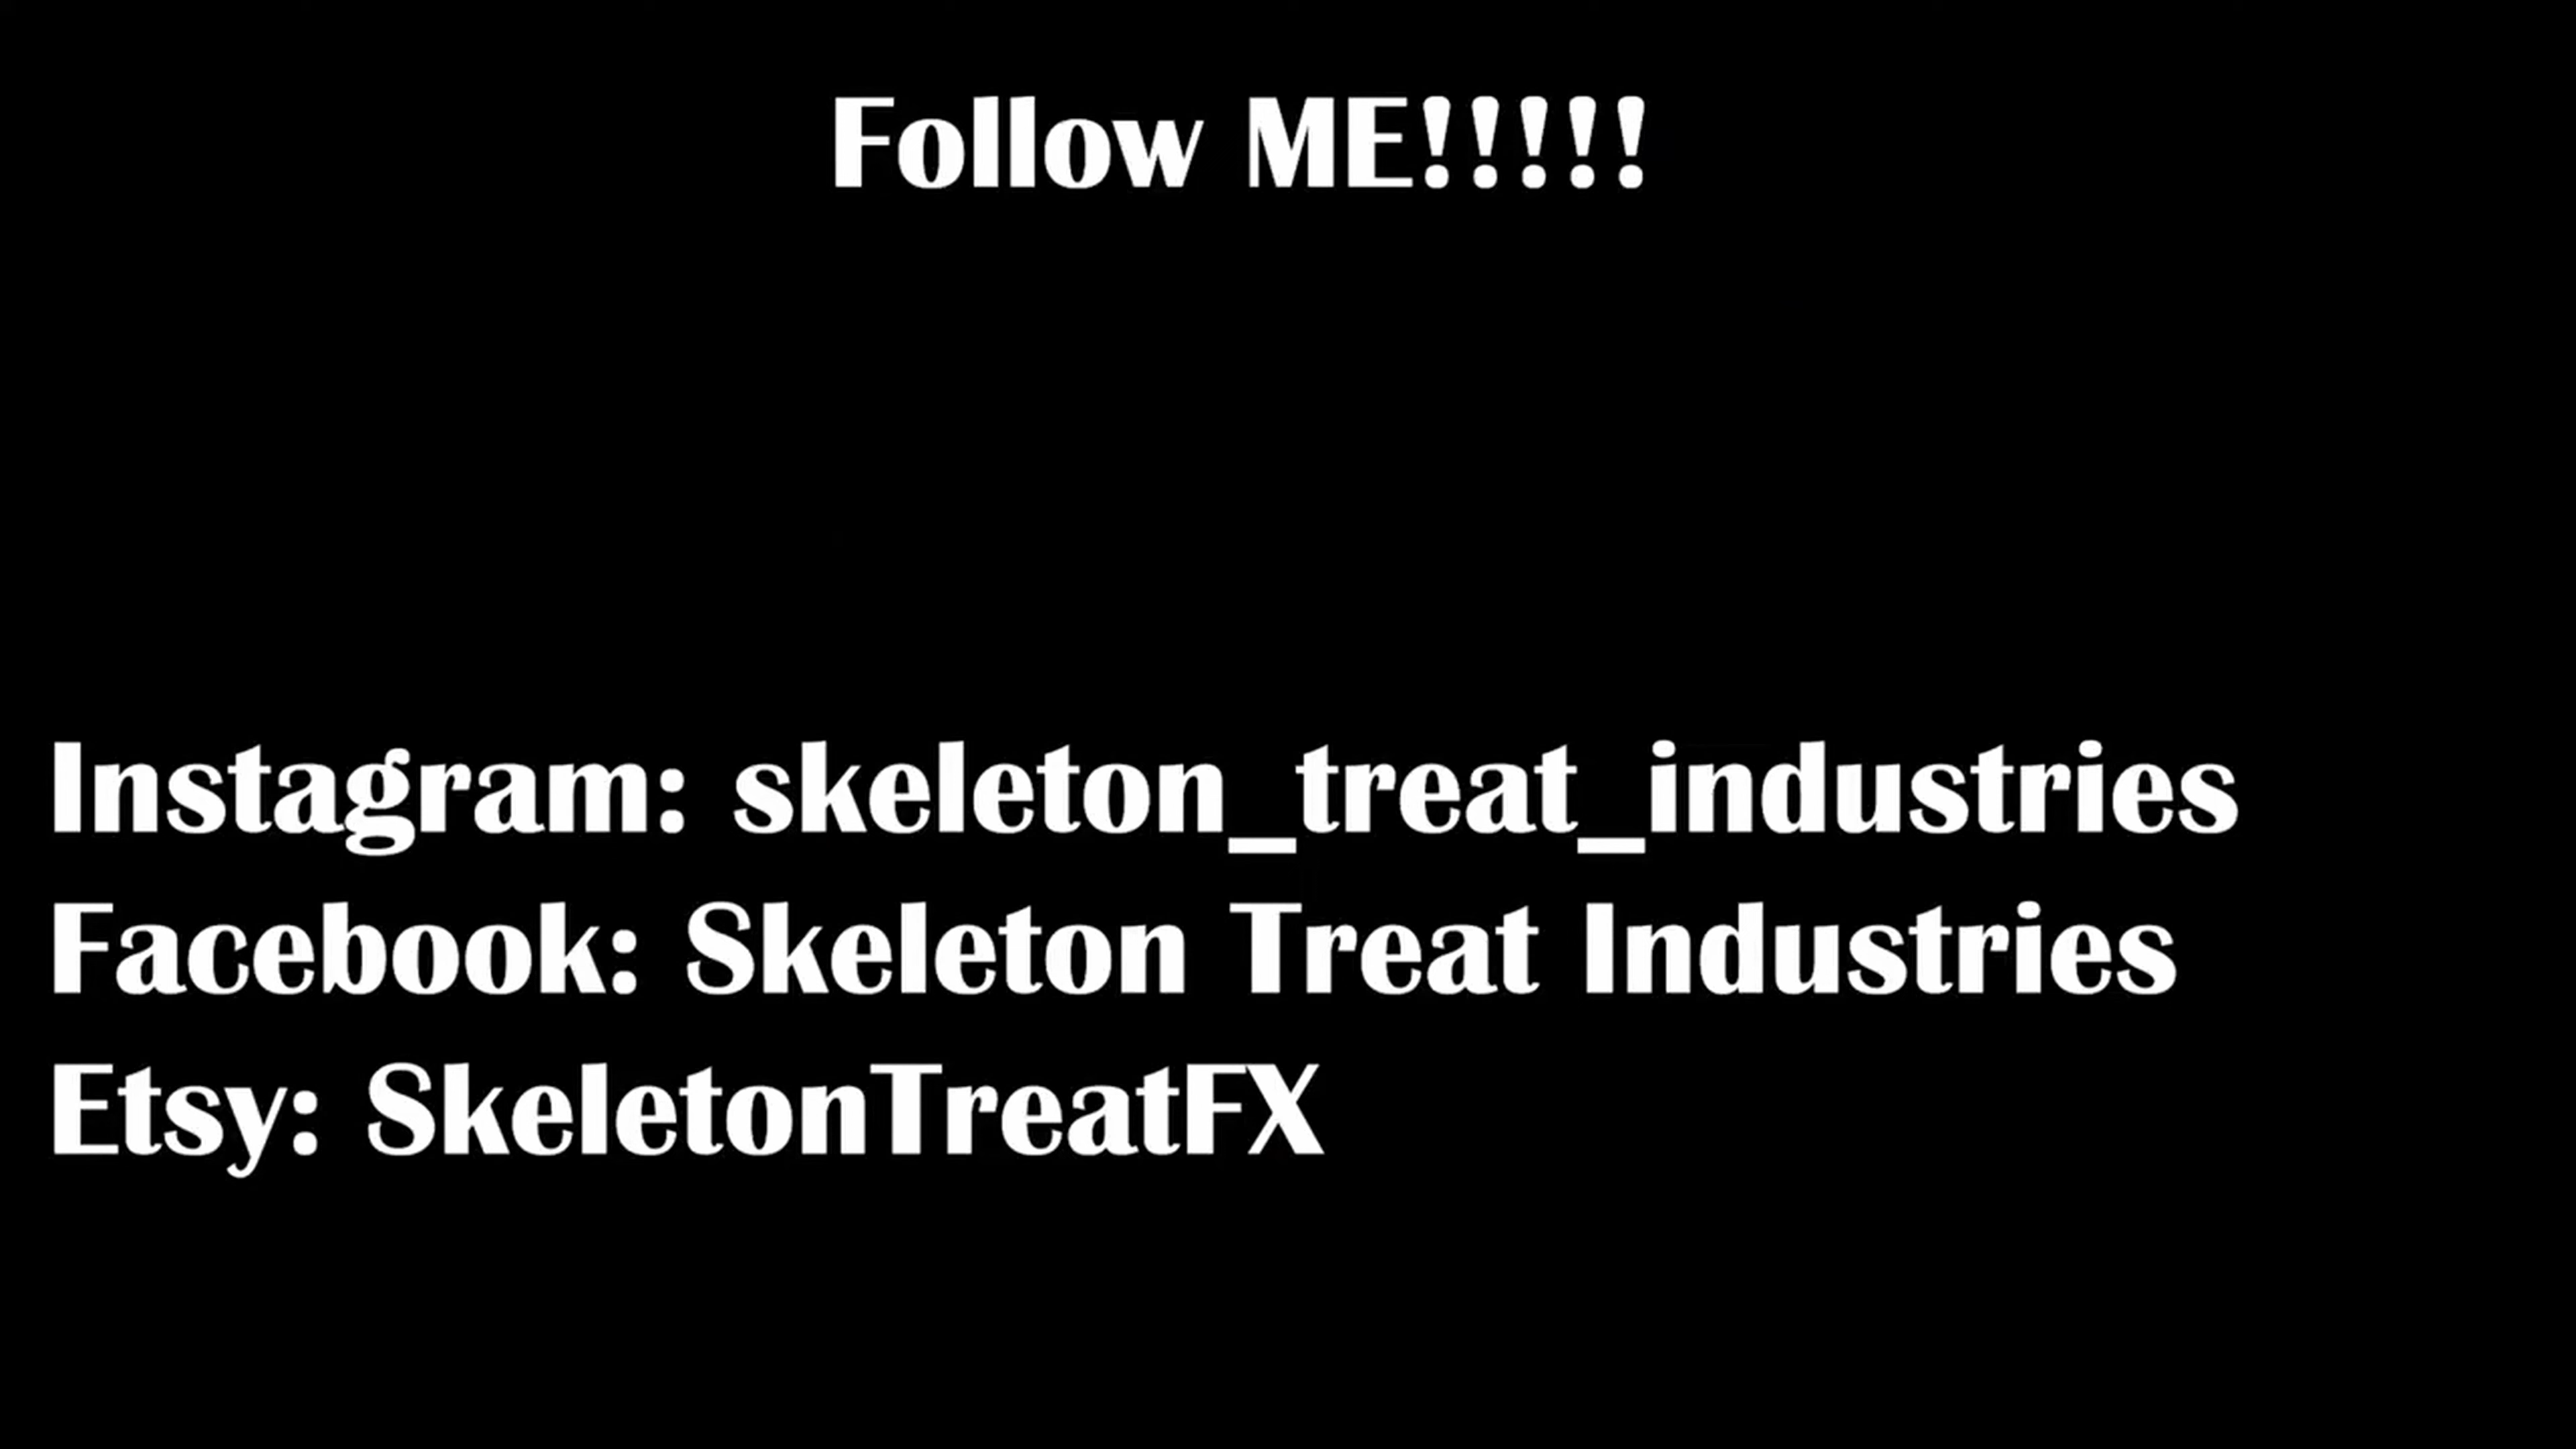 Follow ME!!!!!
Instagram: skeleton_treat_industries
Facebook: Skeleton Treat Industries
Etsy: SkeletonTreatFX